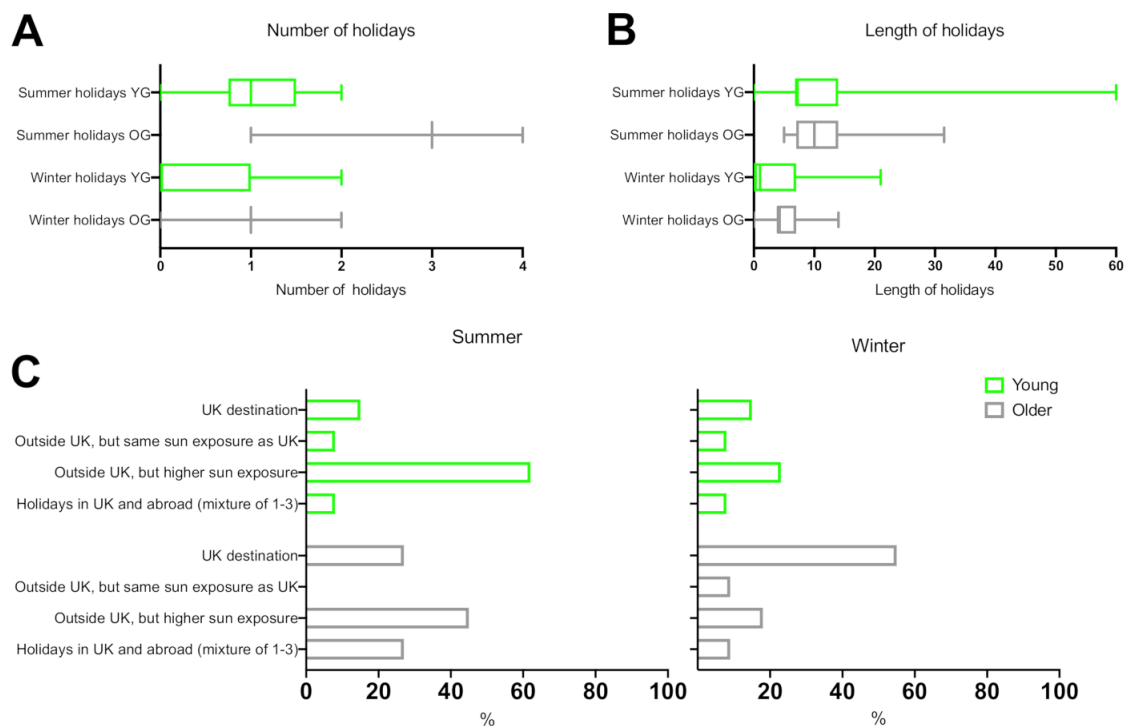 A
Number of holidays
Summer holidays YG
Summer holidays OG
Winter holidays YG
Winter holidays OG
0 1 2 3 4
Number of holidays
B
Length of holidays
Summer holidays YG
Summer holidays OG
Winter holidays YG
Winter holidays OG
0 10 20 30 40 50 60
Length of holidays
C
Summer
UK destination
Outside UK, but same sun exposure as UK
Outside UK, but higher sun exposure
Holidays in UK and abroad (mixture of 1-3)
UK destination
Outside UK, but same sun exposure as UK
Outside UK, but higher sun exposure
Holidays in UK and abroad (mixture of 1-3)
0 20 40 60 80 100
%
Winter
Young
Older
20 40 60 80 100
%